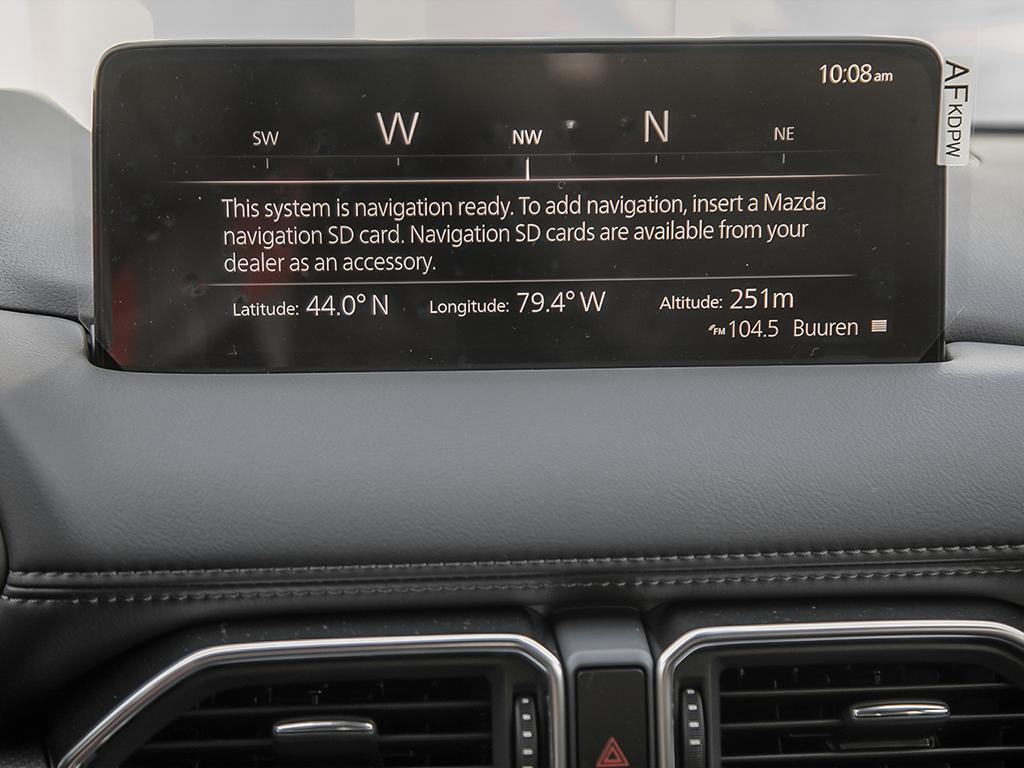 10:08am
SW W NW N NE
This system is navigation ready. To add navigation, insert a Mazda
navigation SD card. Navigation SD cards are available from your
dealer as an accessory.
Latitude: 44.0° N Longitude: 79.4° W Altitude: 251m
FM 104.5 Buuren
AF KDPW